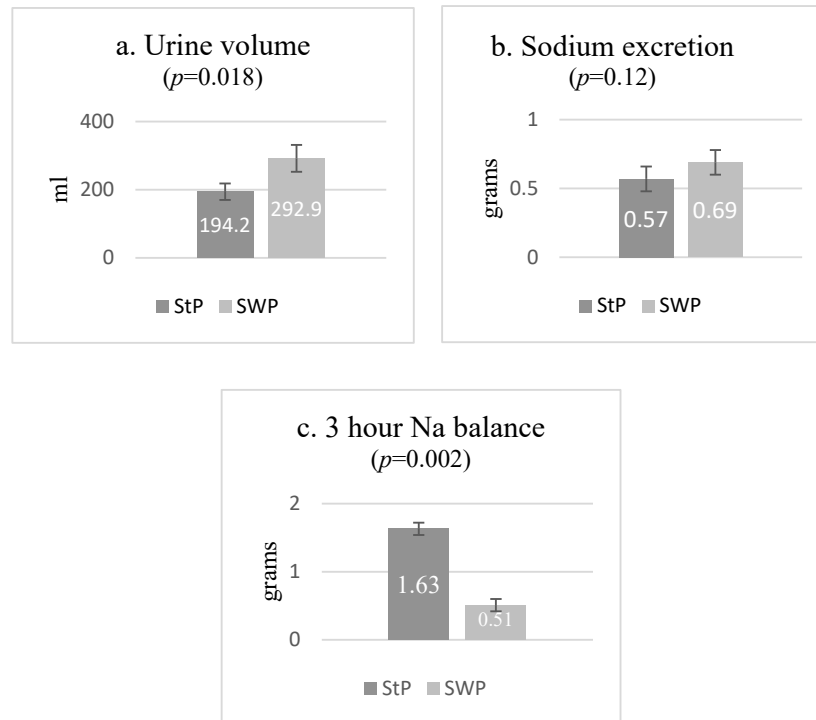 a. Urine volume
(p=0.018)
400
200
0
ml
194.2
292.9
StP SWP
b. Sodium excretion
(p=0.12)
1
0.5
0
grams
0.57
0.69
StP SWP
c. 3 hour Na balance
(p=0.002)
2
1
0
grams
1.63
0.51
StP SWP